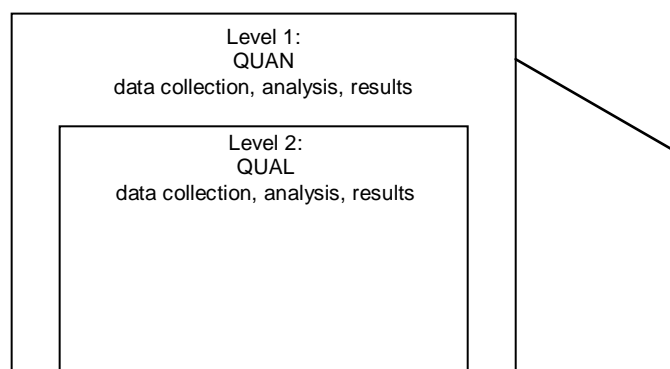 Level 1:
QUAN
data collection, analysis, results
Level 2:
QUAL
data collection, analysis, results